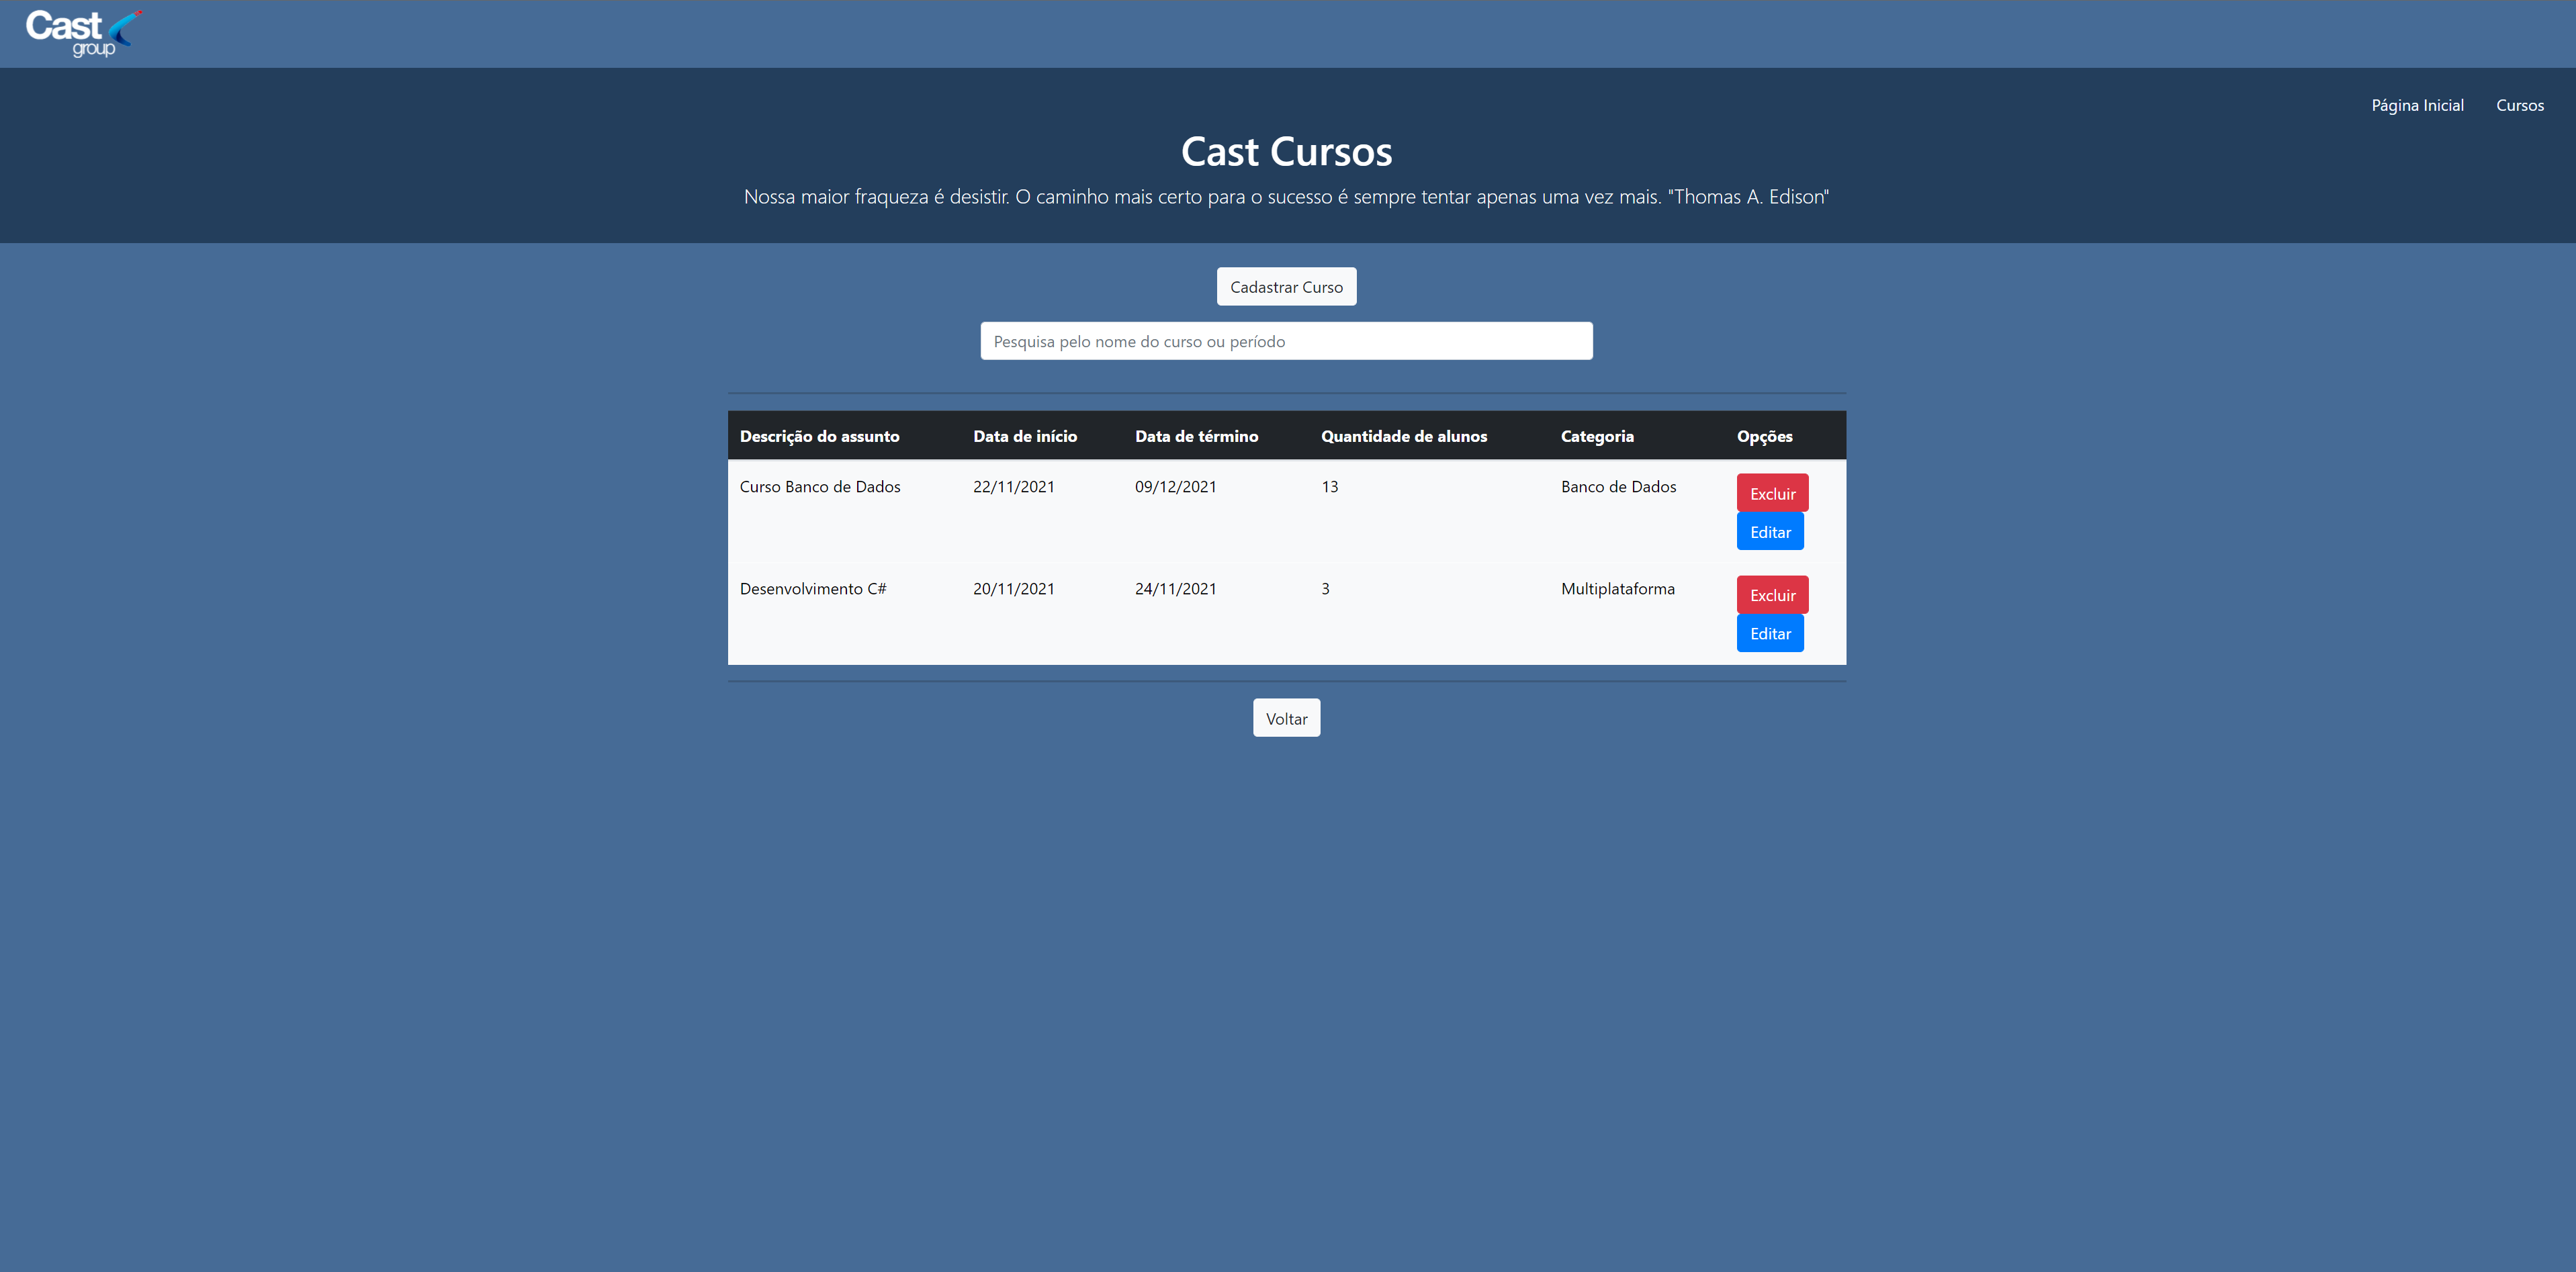 Cast
group
Página Inicial Cursos
Cast Cursos
Nossa maior fraqueza é desistir. O caminho mais certo para o sucesso é sempre tentar apenas uma vez mais. "Thomas A. Edison"
Cadastrar Curso
Pesquisa pelo nome do curso ou período
Descrição do assunto Data de início Data de término Quantidade de alunos Categoria Opções
Curso Banco de Dados 22/11/2021 09/12/2021 13 Banco de Dados Excluir
Editar
Desenvolvimento C# 20/11/2021 24/11/2021 3 Multiplataforma Excluir
Editar
Voltar